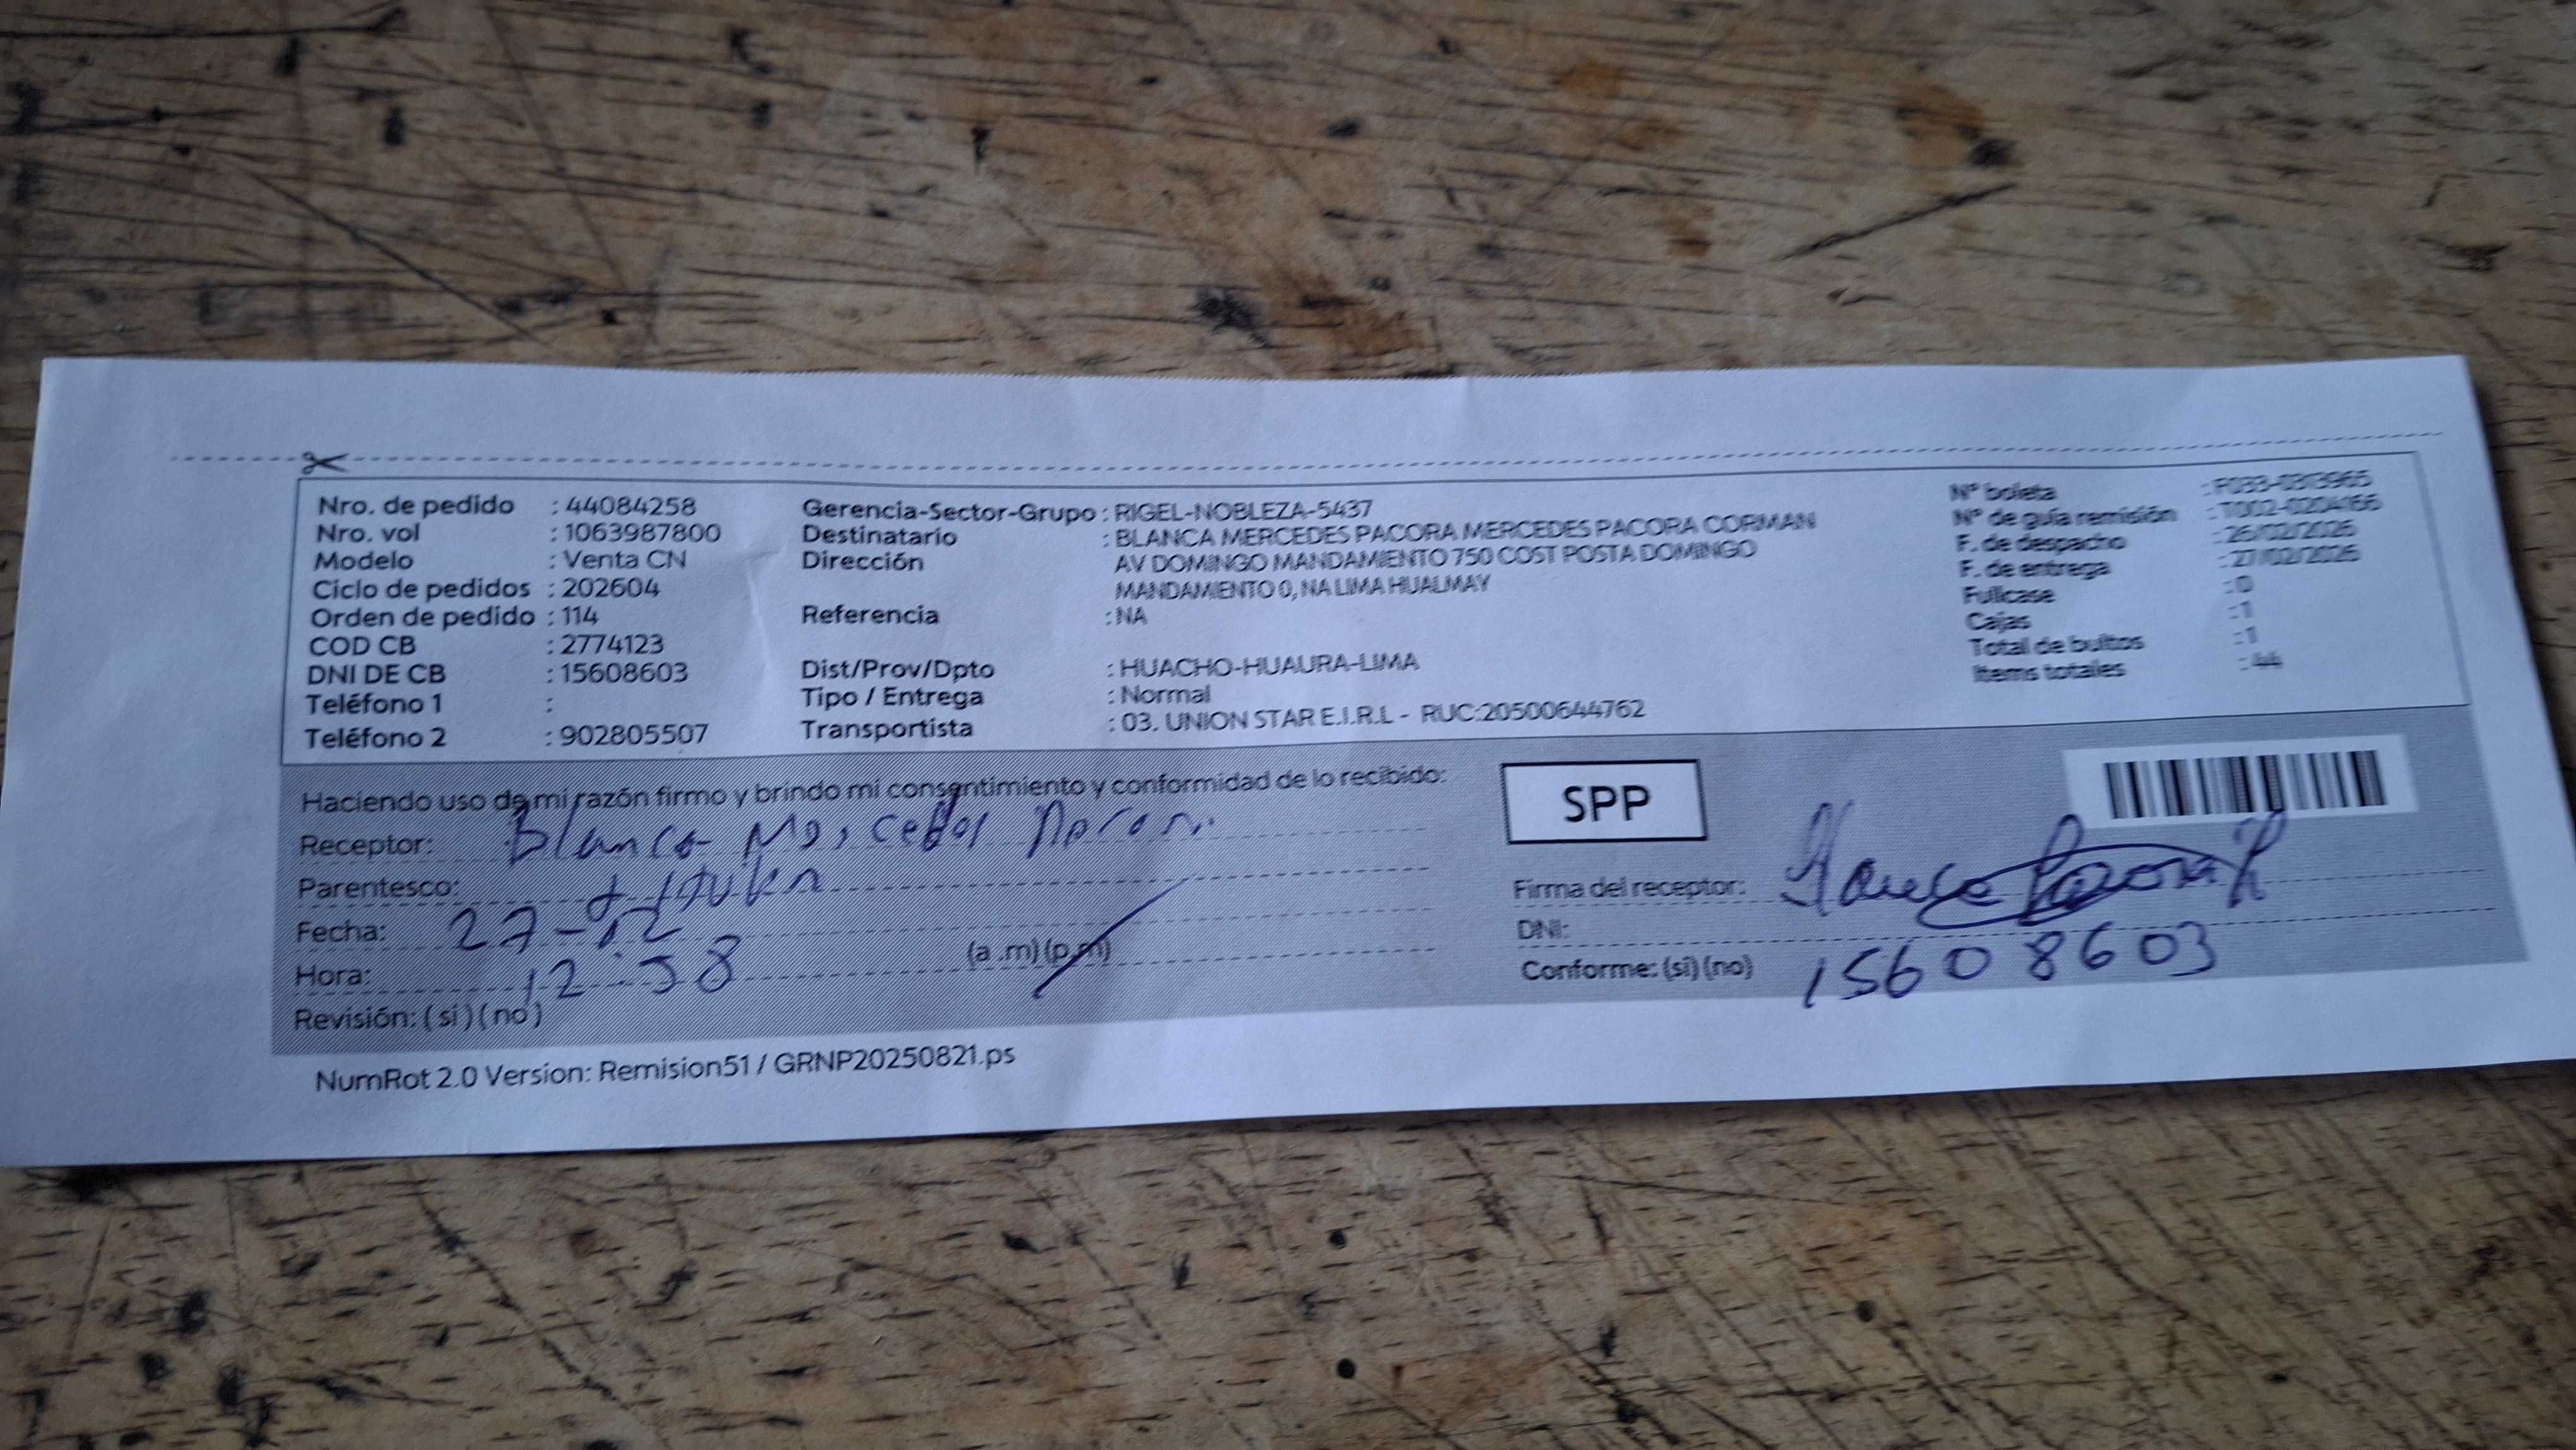 Nro. de pedido : 44084258
Nro. vol : 1063987800
Modelo : Venta CN
Ciclo de pedidos : 202604
Orden de pedido : 114
COD CB : 2774123
DNI DE CB : 15608603
Teléfono 1 :
Teléfono 2 : 902805507
Gerencia-Sector-Grupo : RIGEL-NOBLEZA-5437
Destinatario : BLANCA MERCEDES PACORA MERCEDES PACORA CORMAN
Dirección AV DOMINGO MANDAMIENTO 750 COST POSTA DOMINGO
MANDAMIENTO 0, NA LIMA HUALMAY
Referencia : NA
Dist/Prov/Dpto : HUACHO-HUAURA-LIMA
Tipo / Entrega : Normal
Transportista : 03. UNION STAR E.I.R.L - RUC:20500644762
N° boleta
N° de guía remisión : T002-0204166
F. de despacho : 26/02/2026
F. de entrega : 27/02/2026
Fullcase : 0
Cajas : 1
Total de bultos : 1
Items totales : 44
Haciendo uso de mi razón firmo y brindo mi consentimiento y conformidad de lo recibido:
Receptor: Blanca
Parentesco:
Fecha: 27-02
Hora: 12:58 (a .m) (p.m)
Revisión: ( si ) ( no )
SPP
Firma del receptor:
DNI:
Conforme: (si) (no) 15608603
NumRot 2.0 Version: Remision51 / GRNP20250821.ps